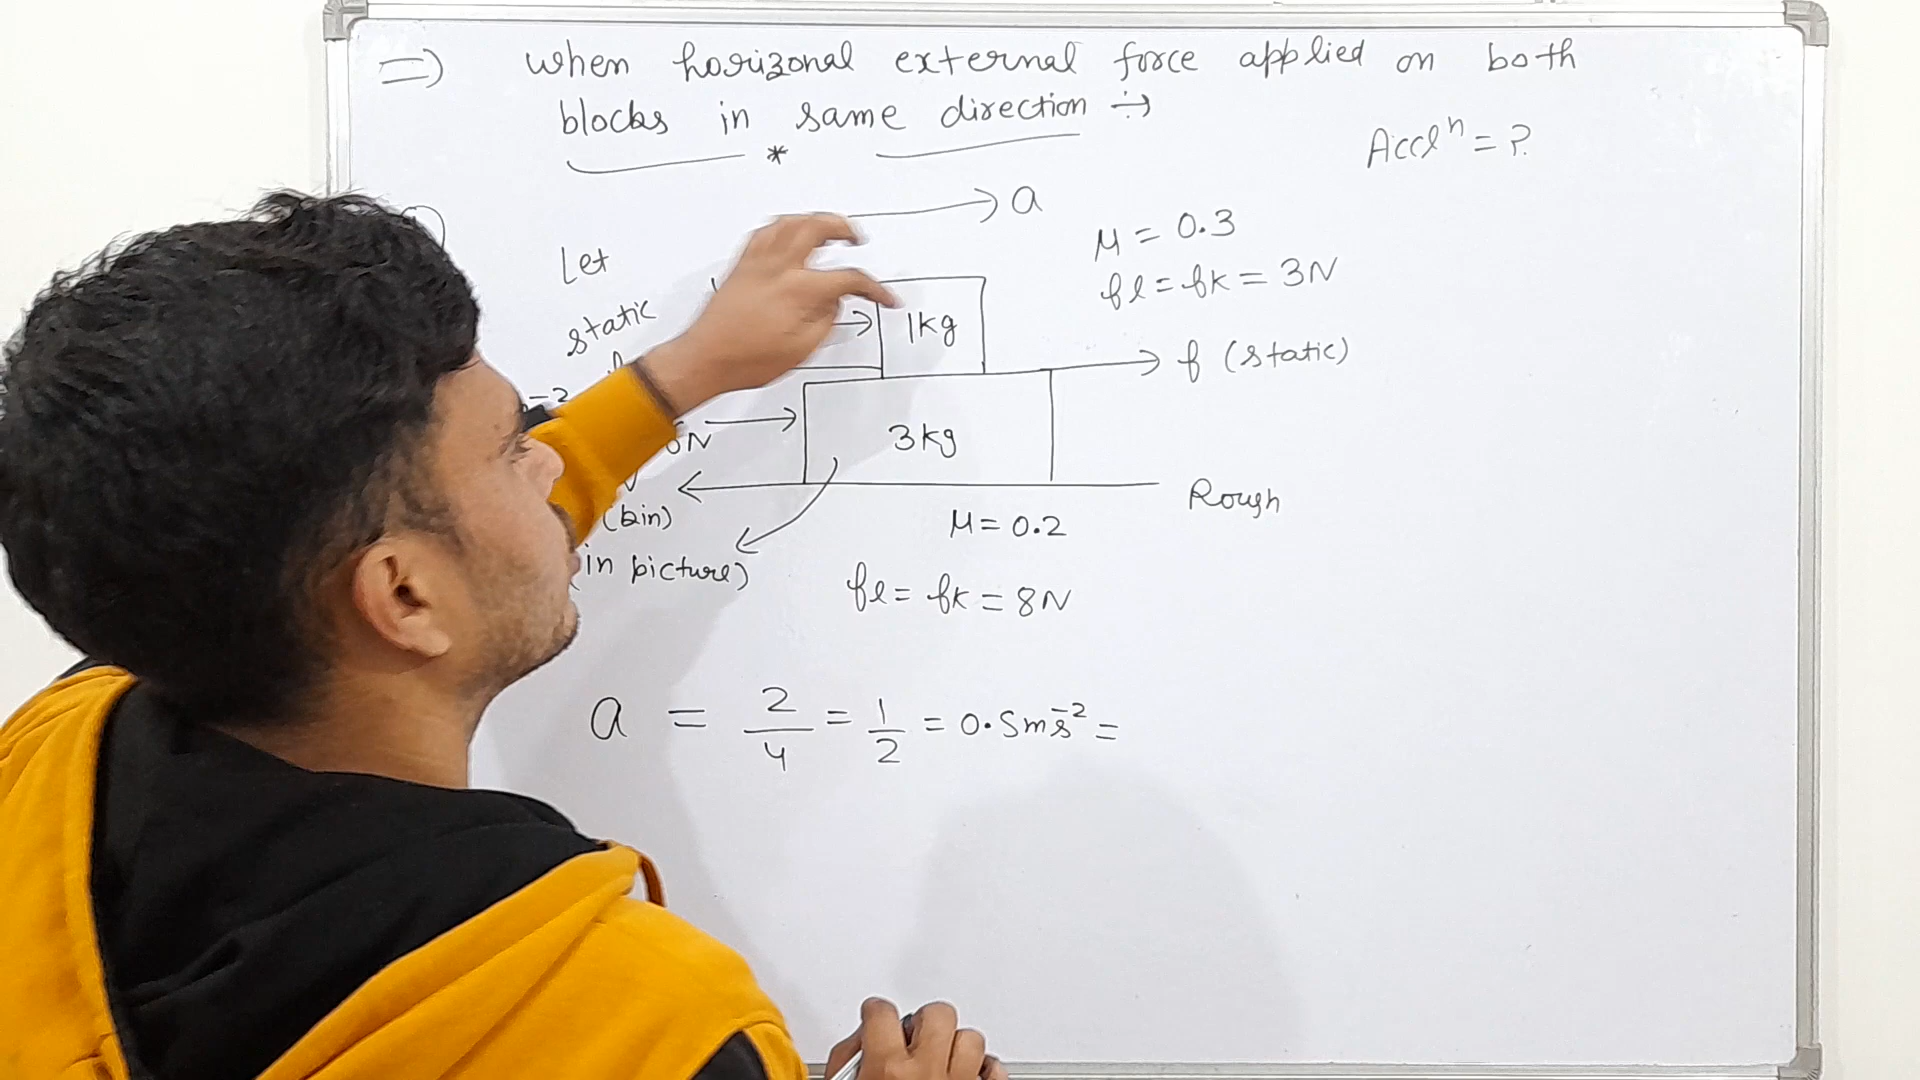 => when horizonal external force applied on both
blocks in same direction ÷→
*
Accl^n = ?
→ a
μ = 0.3
Let
fl = fk = 3N
static
1kg
→ f (static)
3kg
Rough
(bin)
μ = 0.2
in picture)
fl = fk = 8N
a = 2/4 = 1/2 = 0.5ms^-2 =